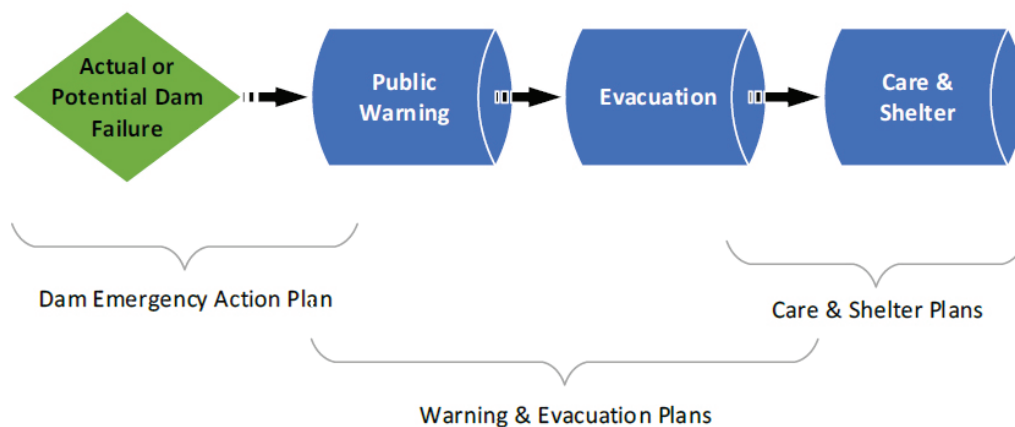 Actual or
Potential Dam
Failure
Public
Warning
Evacuation
Care &
Shelter
Dam Emergency Action Plan
Care & Shelter Plans
Warning & Evacuation Plans